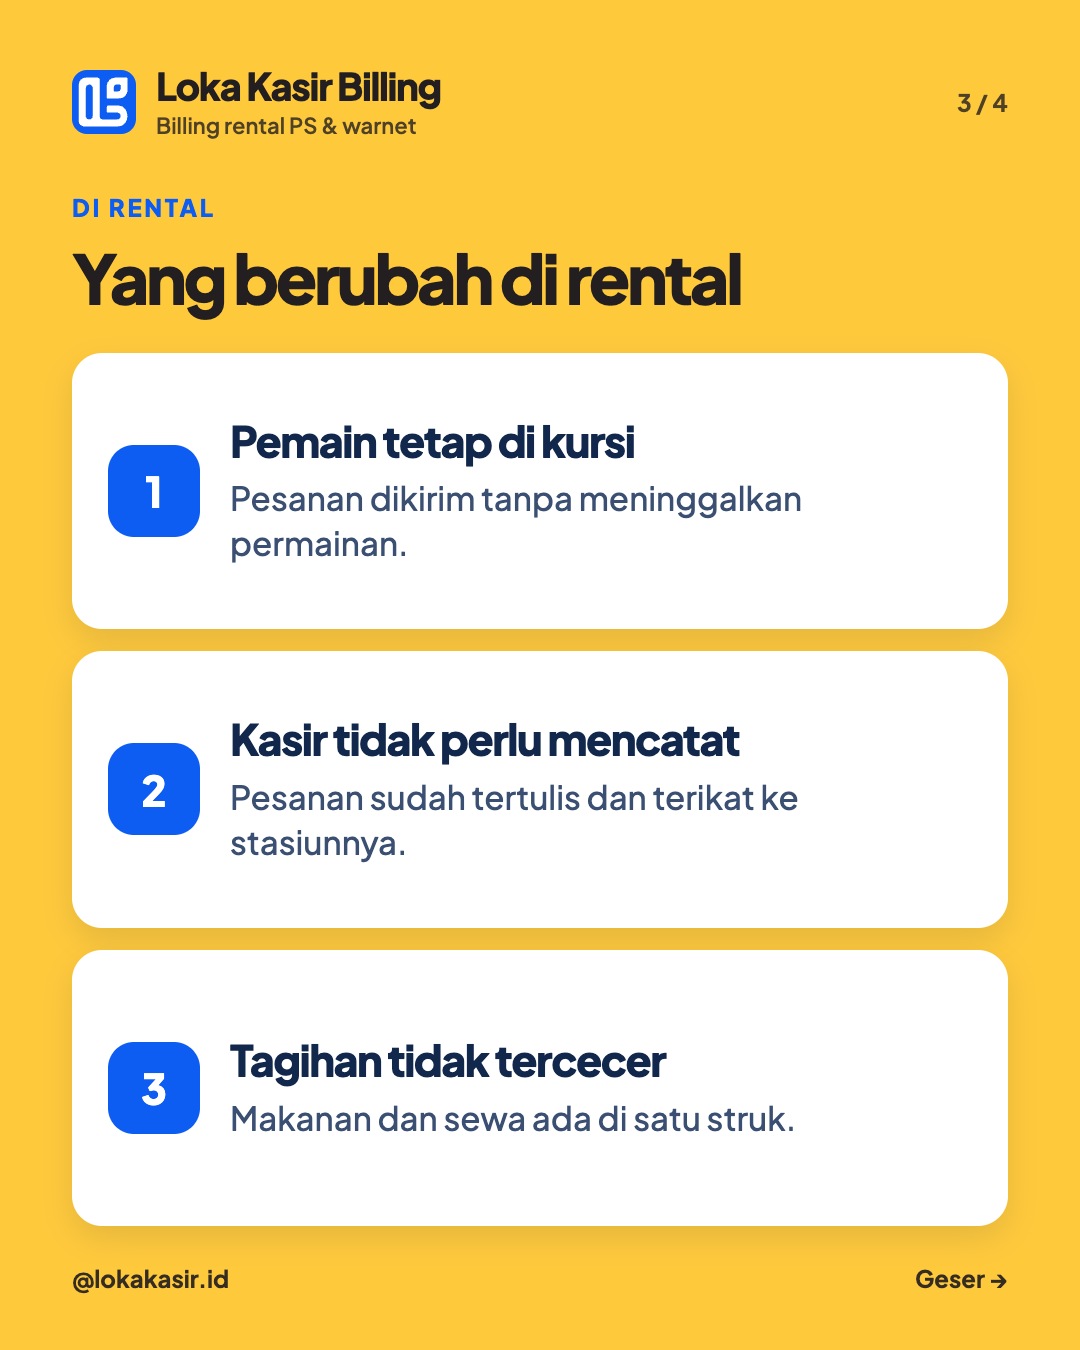 Loka Kasir Billing
Billing rental PS & warnet
3 / 4
DI RENTAL
Yang berubah di rental
1
Pemain tetap di kursi
Pesanan dikirim tanpa meninggalkan
permainan.
2
Kasir tidak perlu mencatat
Pesanan sudah tertulis dan terikat ke
stasiunnya.
3
Tagihan tidak tercecer
Makanan dan sewa ada di satu struk.
@lokakasir.id
Geser →